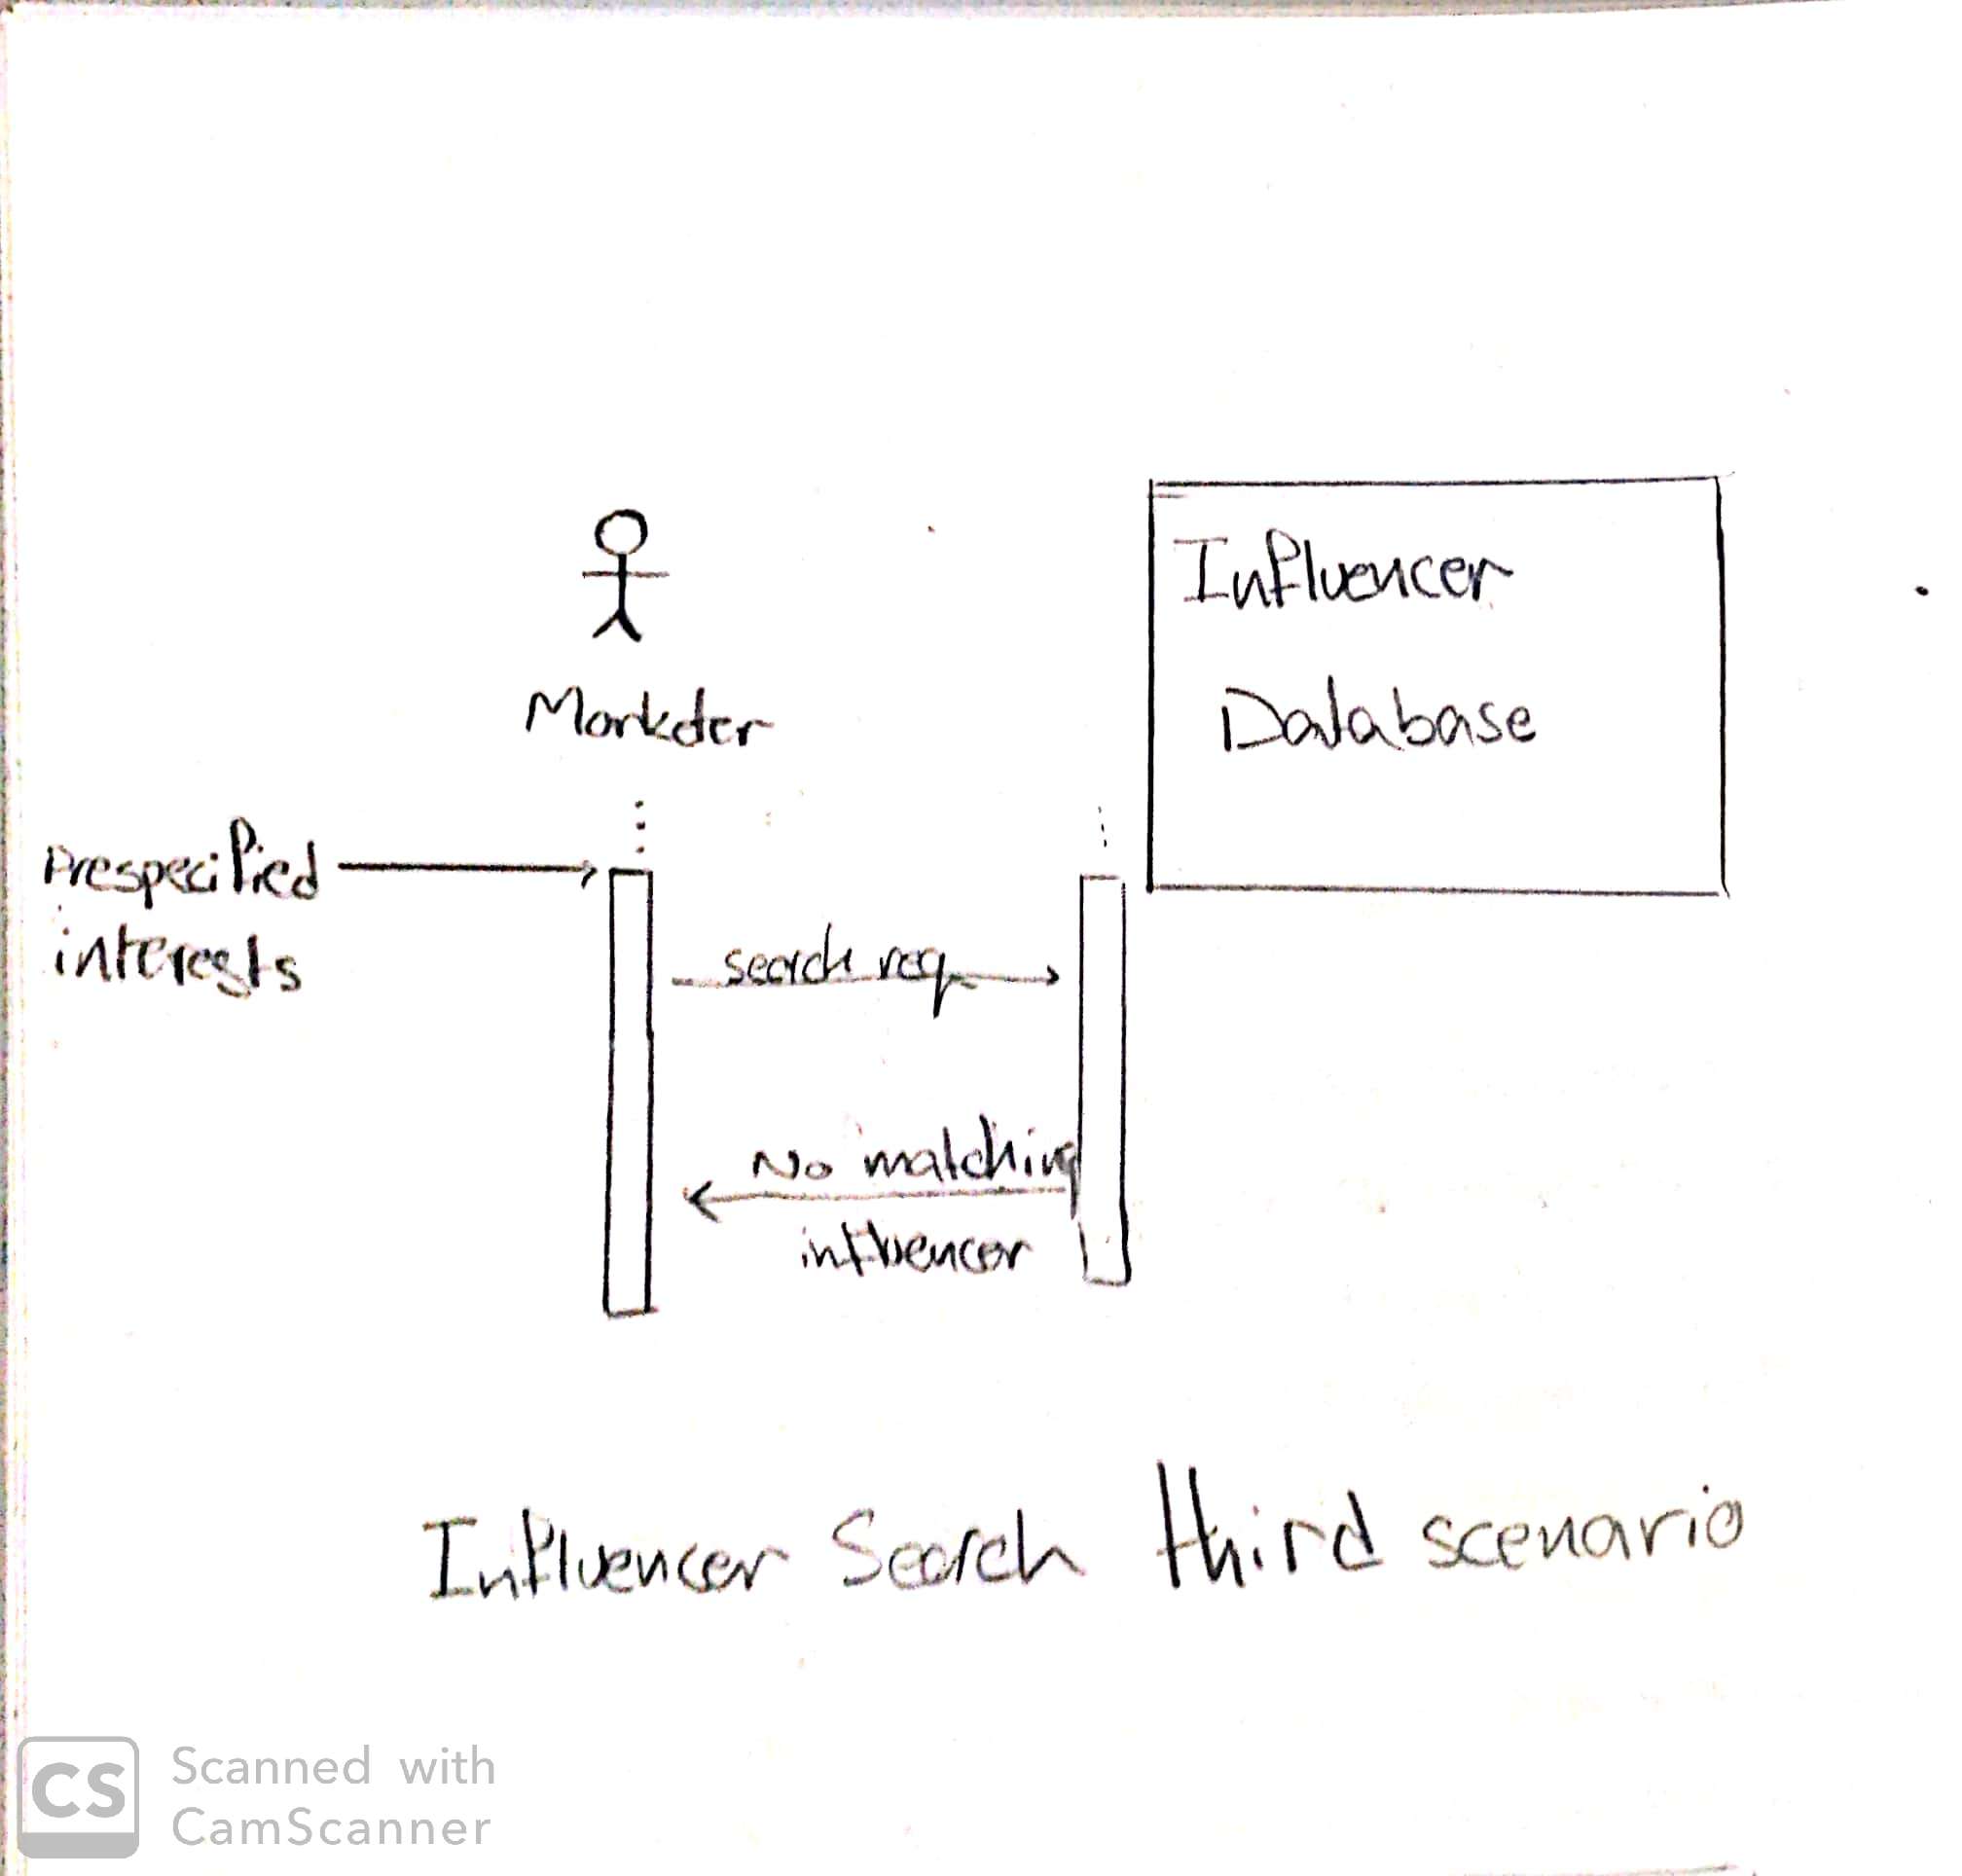 Influencer
Database
Marketer
Prespecified
interests
search req
No matching
influencer
Influencer Search third scenario
CS
Scanned with
CamScanner